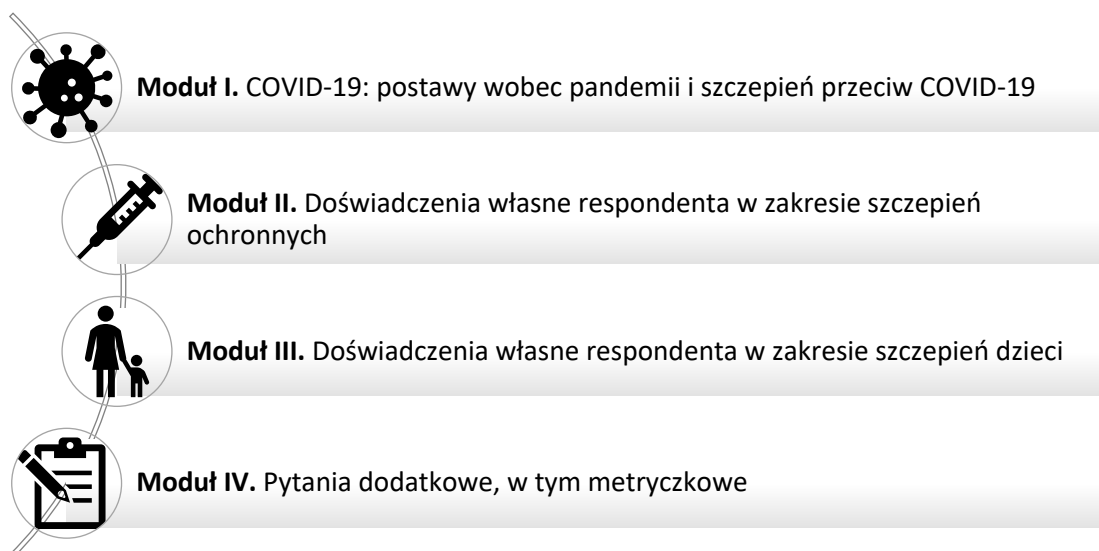 Moduł I. COVID-19: postawy wobec pandemii i szczepień przeciw COVID-19
Moduł II. Doświadczenia własne respondenta w zakresie szczepień
ochronnych
Moduł III. Doświadczenia własne respondenta w zakresie szczepień dzieci
Moduł IV. Pytania dodatkowe, w tym metryczkowe